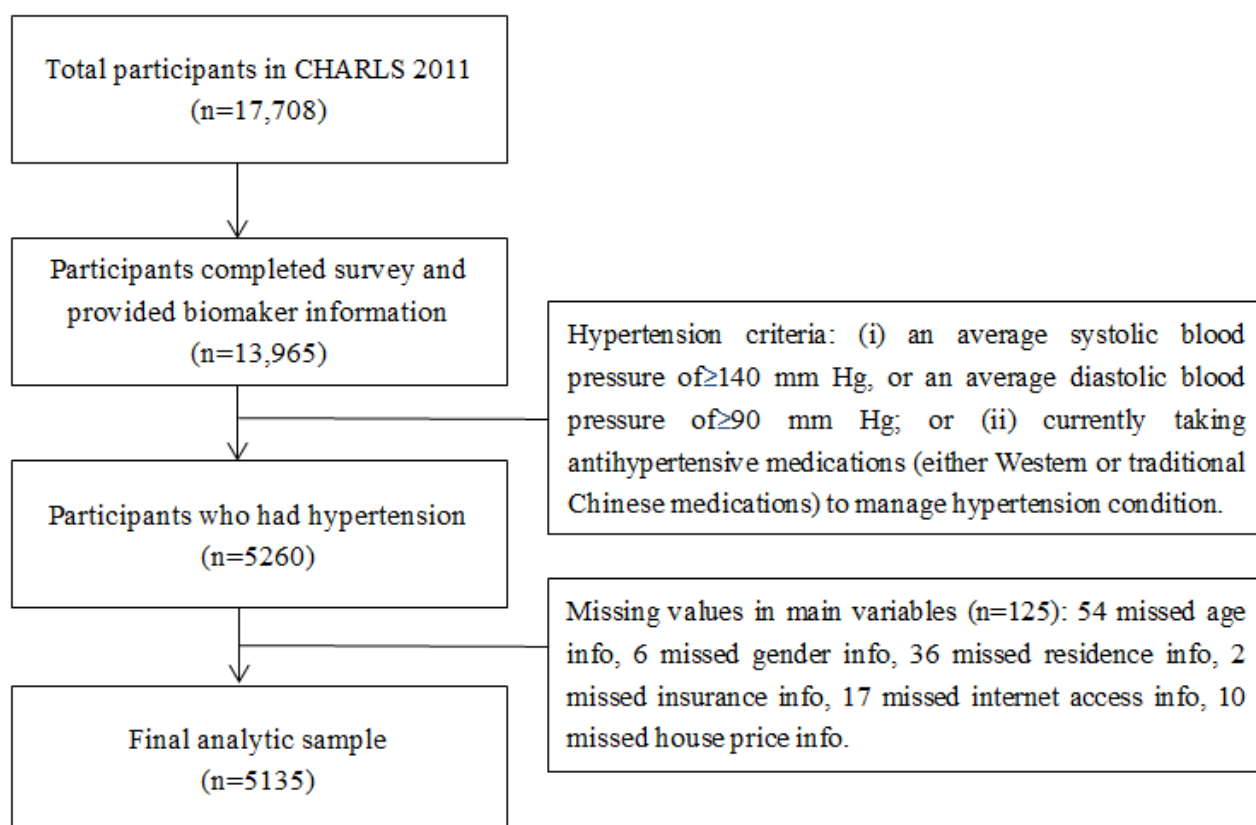 Total participants in CHARLS 2011
(n=17,708)
Participants completed survey and
provided biomaker information
(n=13,965)
Hypertension criteria: (i) an average systolic blood
pressure of≥140 mm Hg, or an average diastolic blood
pressure of≥90 mm Hg; or (ii) currently taking
antihypertensive medications (either Western or traditional
Chinese medications) to manage hypertension condition.
Participants who had hypertension
(n=5260)
Missing values in main variables (n=125): 54 missed age
info, 6 missed gender info, 36 missed residence info, 2
missed insurance info, 17 missed internet access info, 10
missed house price info.
Final analytic sample
(n=5135)